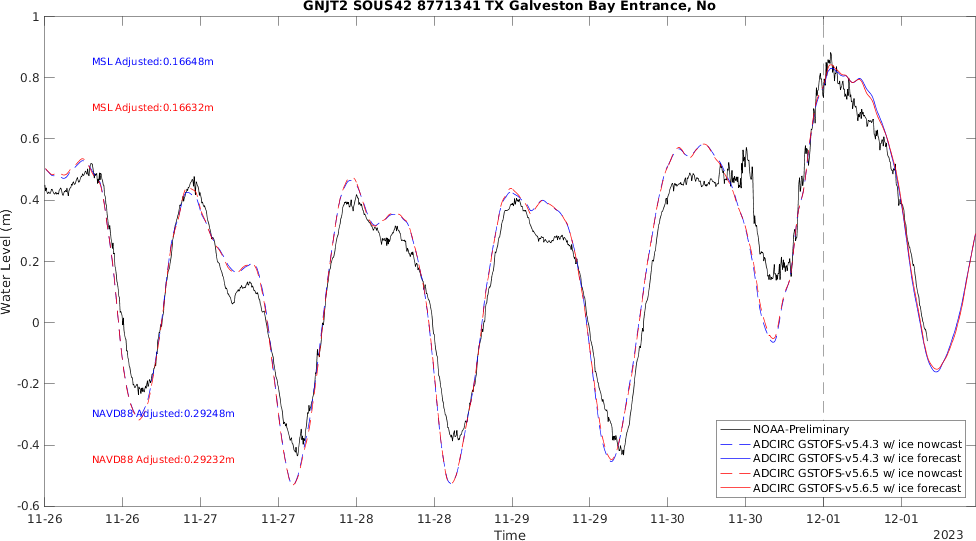 GNJT2 SOUS42 8771341 TX Galveston Bay Entrance, No
1
0.8
0.6
0.4
0.2
0
-0.2
-0.4
-0.6
Water Level (m)
MSL Adjusted:0.16648m
MSL Adjusted:0.16632m
NAVD88 Adjusted:0.29248m
NAVD88 Adjusted:0.29232m
NOAA-Preliminary
ADCIRC GSTOFS-v5.4.3 w/ ice nowcast
ADCIRC GSTOFS-v5.4.3 w/ ice forecast
ADCIRC GSTOFS-v5.6.5 w/ ice nowcast
ADCIRC GSTOFS-v5.6.5 w/ ice forecast
11-26 11-26 11-27 11-27 11-28 11-28 11-29 11-29 11-30 11-30 12-01 12-01
Time
2023